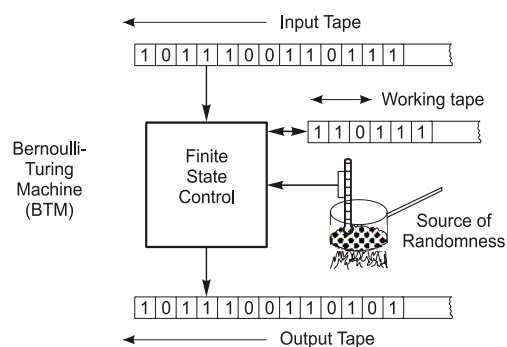 Input Tape
1 0 1 1 1 0 0 1 1 0 1 1 1
Working tape
1 1 0 1 1 1
Bernoulli-
Turing
Machine
(BTM)
Finite
State
Control
Source of
Randomness
1 0 1 1 1 0 0 1 1 0 1 0 1
Output Tape